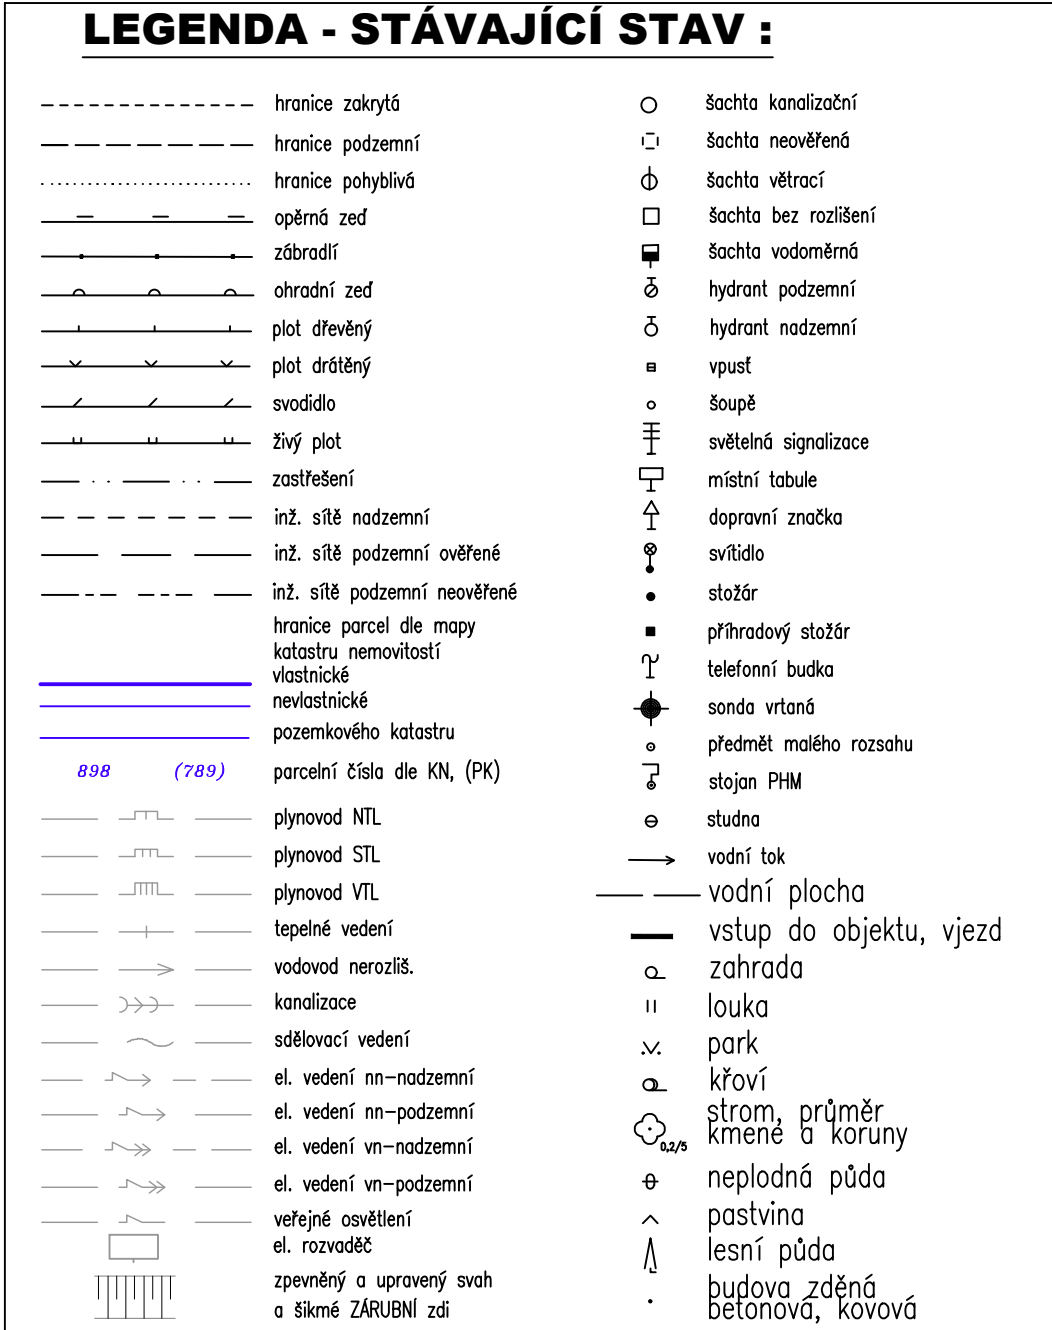 LEGENDA - STÁVAJÍCÍ STAV :
hranice zakrytá
hranice podzemní
hranice pohyblivá
opěrná zeď
zábradlí
ohradní zeď
plot dřevěný
plot drátěný
svodidlo
živý plot
zastřešení
inž. sítě nadzemní
inž. sítě podzemní ověřené
inž. sítě podzemní neověřené
hranice parcel dle mapy
katastru nemovitostí
vlastnické
nevlastnické
pozemkového katastru
898 (789) parcelní čísla dle KN, (PK)
plynovod NTL
plynovod STL
plynovod VTL
tepelné vedení
vodovod nerozliš.
kanalizace
sdělovací vedení
el. vedení nn-nadzemní
el. vedení nn-podzemní
el. vedení vn-nadzemní
el. vedení vn-podzemní
veřejné osvětlení
el. rozvaděč
zpevněný a upravený svah
a šikmé ZÁRUBNÍ zdi
šachta kanalizační
šachta neověřená
šachta větrací
šachta bez rozlišení
šachta vodoměrná
hydrant podzemní
hydrant nadzemní
vpusť
šoupě
světelná signalizace
místní tabule
dopravní značka
svítidlo
stožár
příhradový stožár
telefonní budka
sonda vrtaná
předmět malého rozsahu
stojan PHM
studna
vodní tok
vodní plocha
vstup do objektu, vjezd
zahrada
louka
park
křoví
strom, průměr
0,2/5 kmene a koruny
neplodná půda
pastvina
lesní půda
budova zděná
betonová, kovová